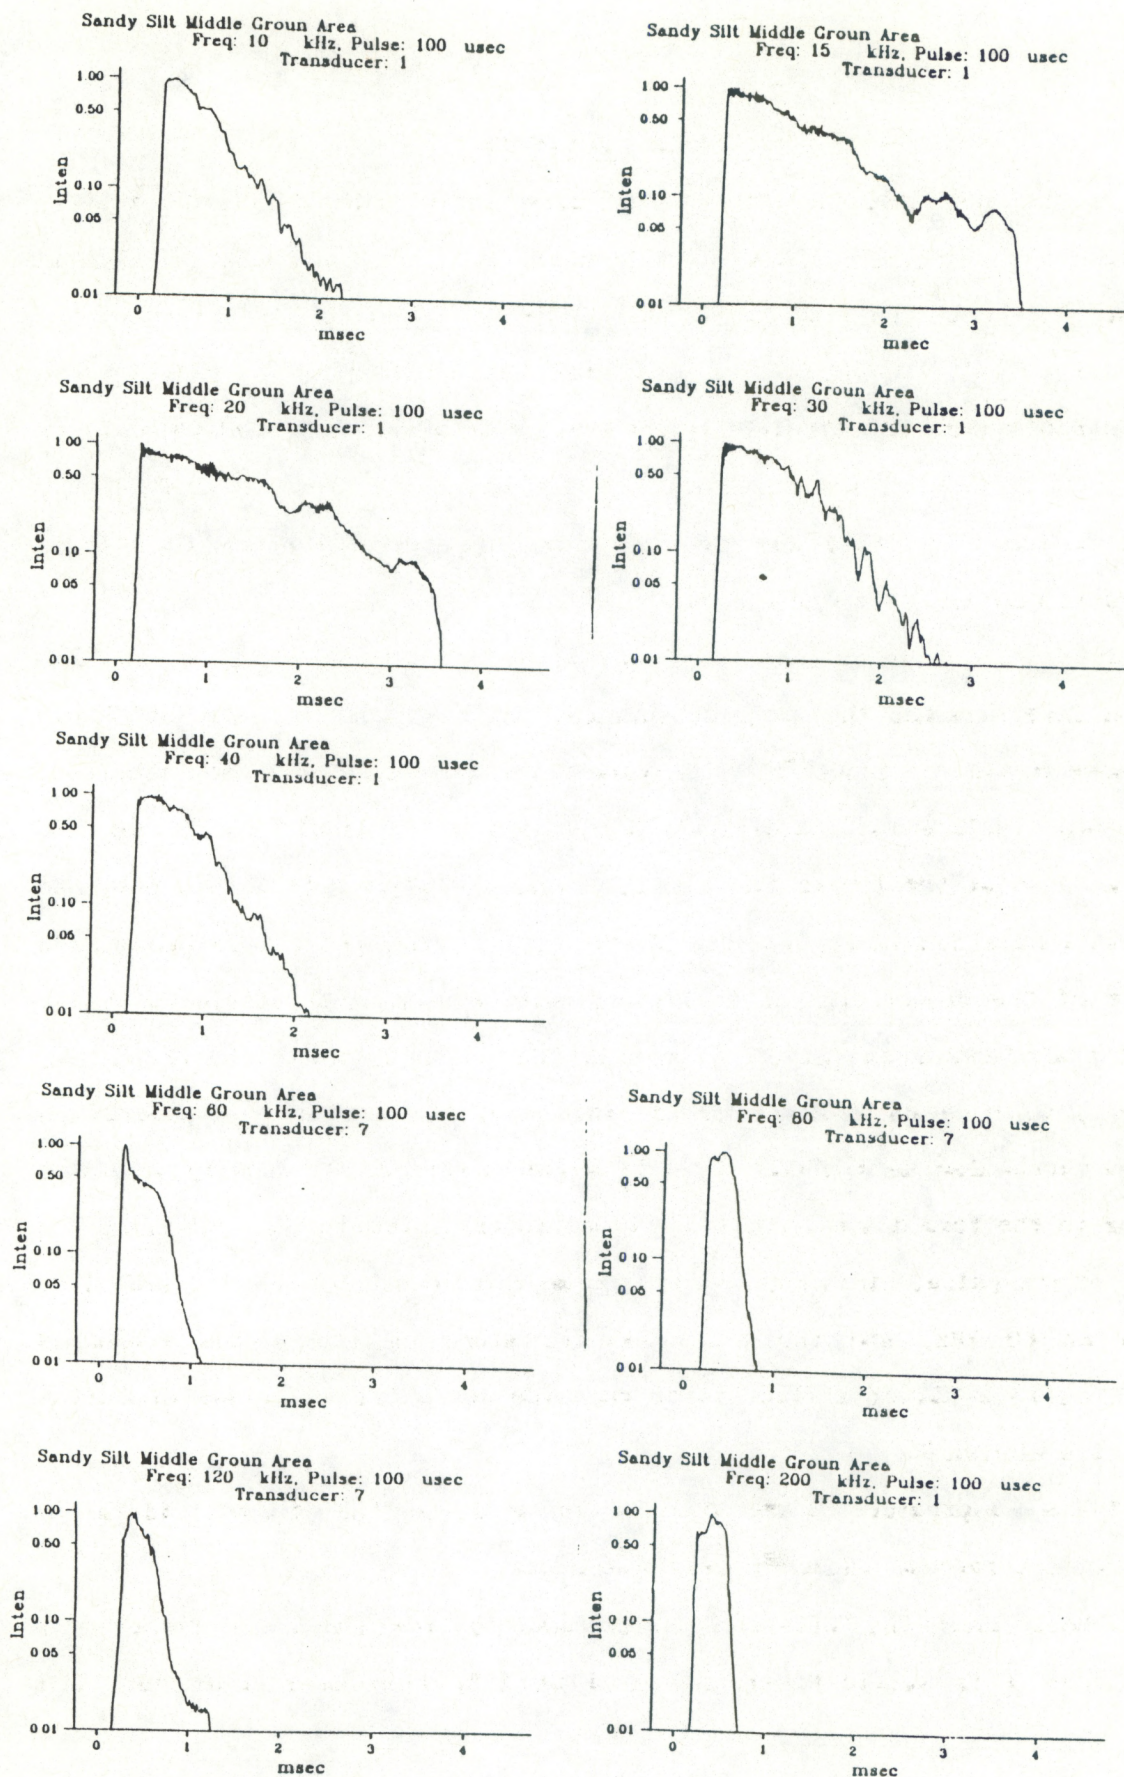 Sandy Silt Middle Groun Area
Freq: 10 kHz, Pulse: 100 usec
Transducer: 1
1.00
0.50
0.10
0.05
0.01
Inten
0 1 2 3 4
msec
Sandy Silt Middle Groun Area
Freq: 15 kHz, Pulse: 100 usec
Transducer: 1
1.00
0.50
0.10
0.05
0.01
Inten
0 1 2 3 4
msec
Sandy Silt Middle Groun Area
Freq: 20 kHz, Pulse: 100 usec
Transducer: 1
1 00
0 50
0 10
0 05
0 01
Inten
0 1 2 3 4
msec
Sandy Silt Middle Groun Area
Freq: 30 kHz, Pulse: 100 usec
Transducer: 1
1 00
0 50
0 10
0 05
0 01
Inten
0 1 2 3 4
msec
Sandy Silt Middle Groun Area
Freq: 40 kHz, Pulse: 100 usec
Transducer: 1
1 00
0 50
0.10
0 05
0 01
Inten
0 1 2 3 4
msec
Sandy Silt Middle Groun Area
Freq: 60 kHz, Pulse: 100 usec
Transducer: 7
1.00
0.50
0 10
0 05
0 01
Inten
0 1 2 3 4
msec
Sandy Silt Middle Groun Area
Freq: 80 kHz, Pulse: 100 usec
Transducer: 7
1.00
0 50
0 10
0 05
0 01
Inten
0 1 2 3 4
msec
Sandy Silt Middle Groun Area
Freq: 120 kHz, Pulse: 100 usec
Transducer: 7
1 00
0 50
0 10
0 05
0 01
Inten
0 1 2 3 4
msec
Sandy Silt Middle Groun Area
Freq: 200 kHz, Pulse: 100 usec
Transducer: 1
1 00
0 50
0 10
0 05
0.01
Inten
0 1 2 3 4
msec